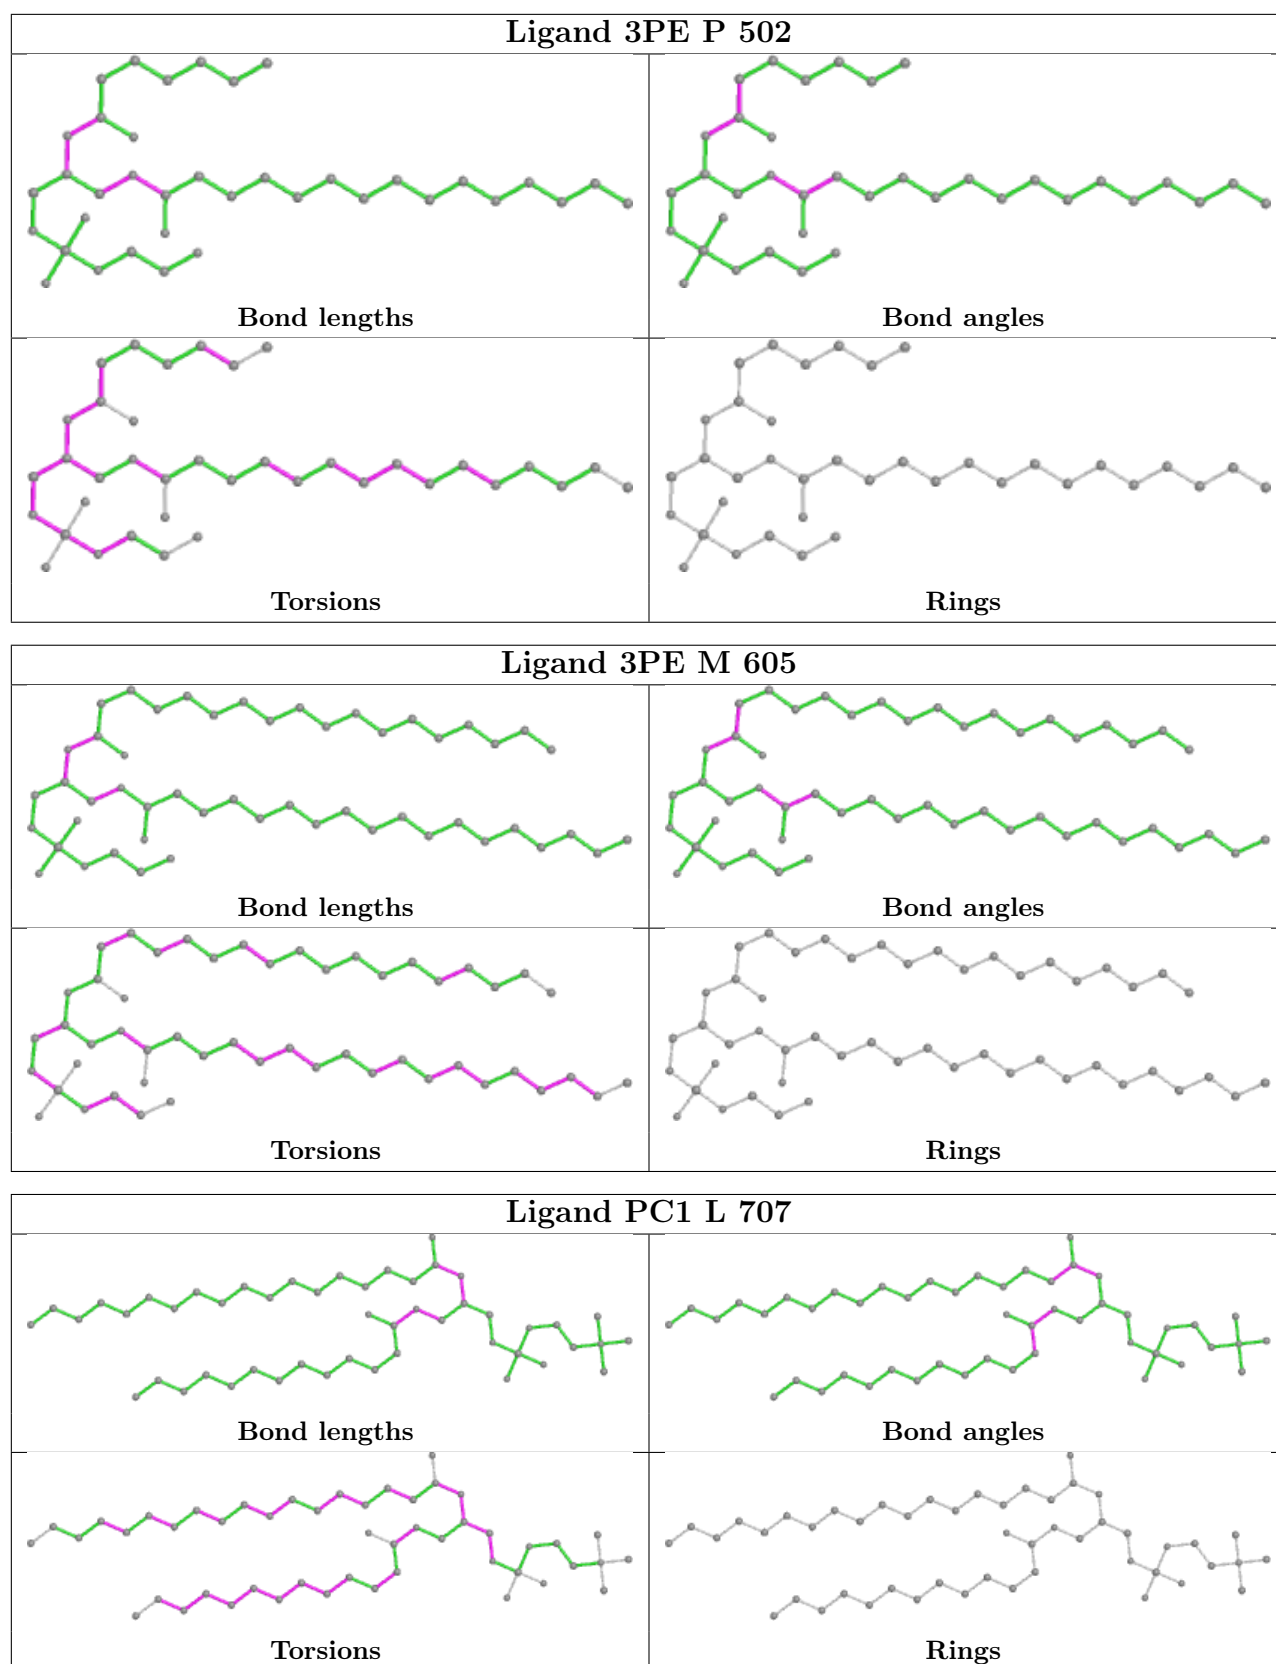 Ligand 3PE P 502
Bond lengths
Bond angles
Torsions
Rings
Ligand 3PE M 605
Bond lengths
Bond angles
Torsions
Rings
Ligand PC1 L 707
Bond lengths
Bond angles
Torsions
Rings